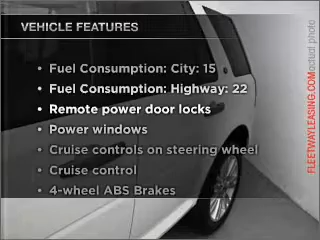 VEHICLE FEATURES
• Fuel Consumption: City: 15
• Fuel Consumption: Highway: 22
• Remote power door locks
• Power windows
• Cruise controls on steering wheel
• Cruise control
• 4-wheel ABS Brakes
FLEETWAYLEASING.COM actual photo